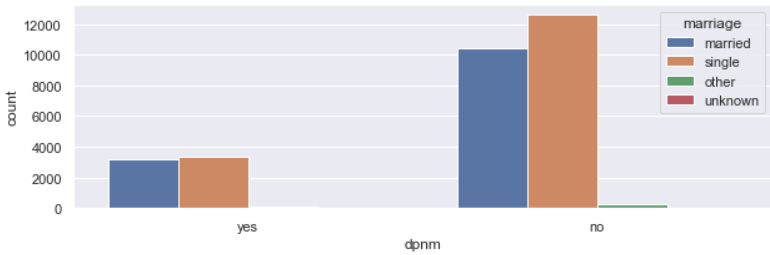 12000
10000
8000
6000
4000
2000
0
count
yes
no
dpnm
marriage
married
single
other
unknown